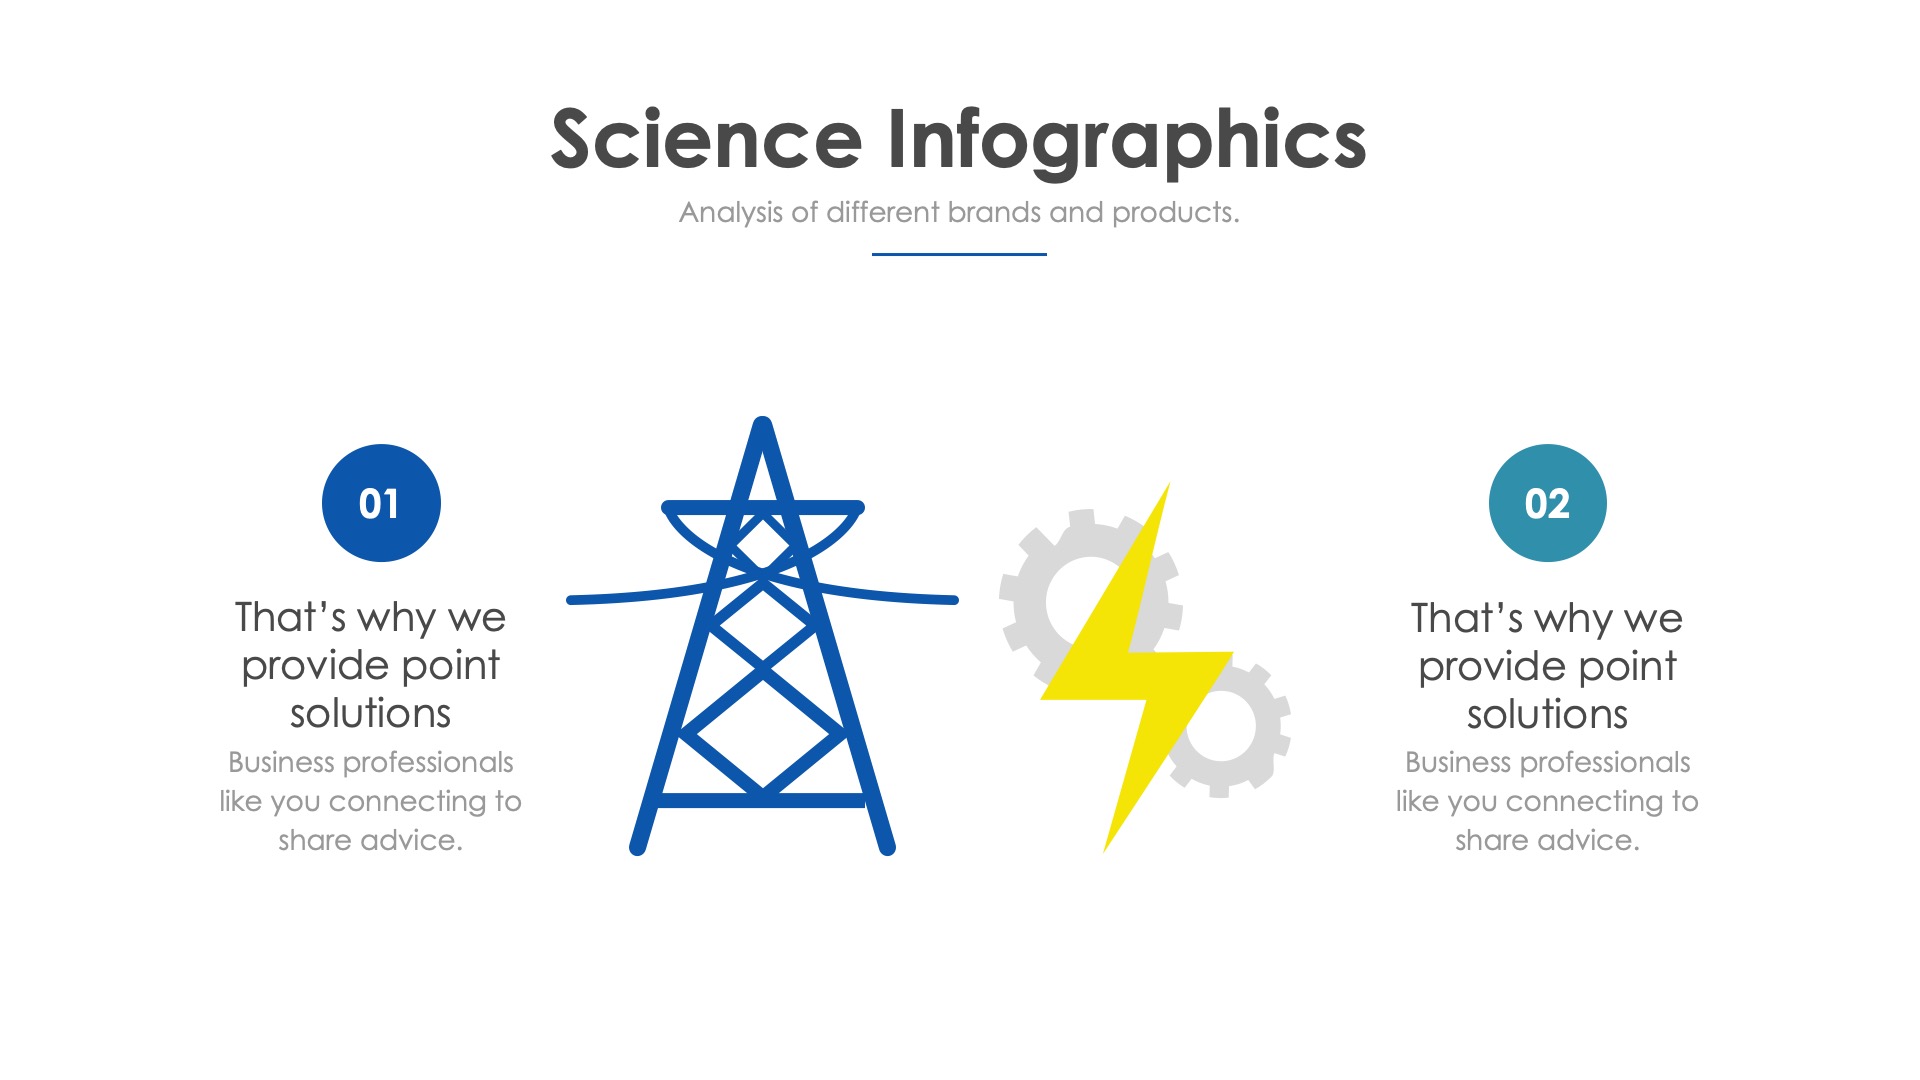 Science Infographics
Analysis of different brands and products.
01
That’s why we
provide point
solutions
Business professionals
like you connecting to
share advice.
02
That’s why we
provide point
solutions
Business professionals
like you connecting to
share advice.